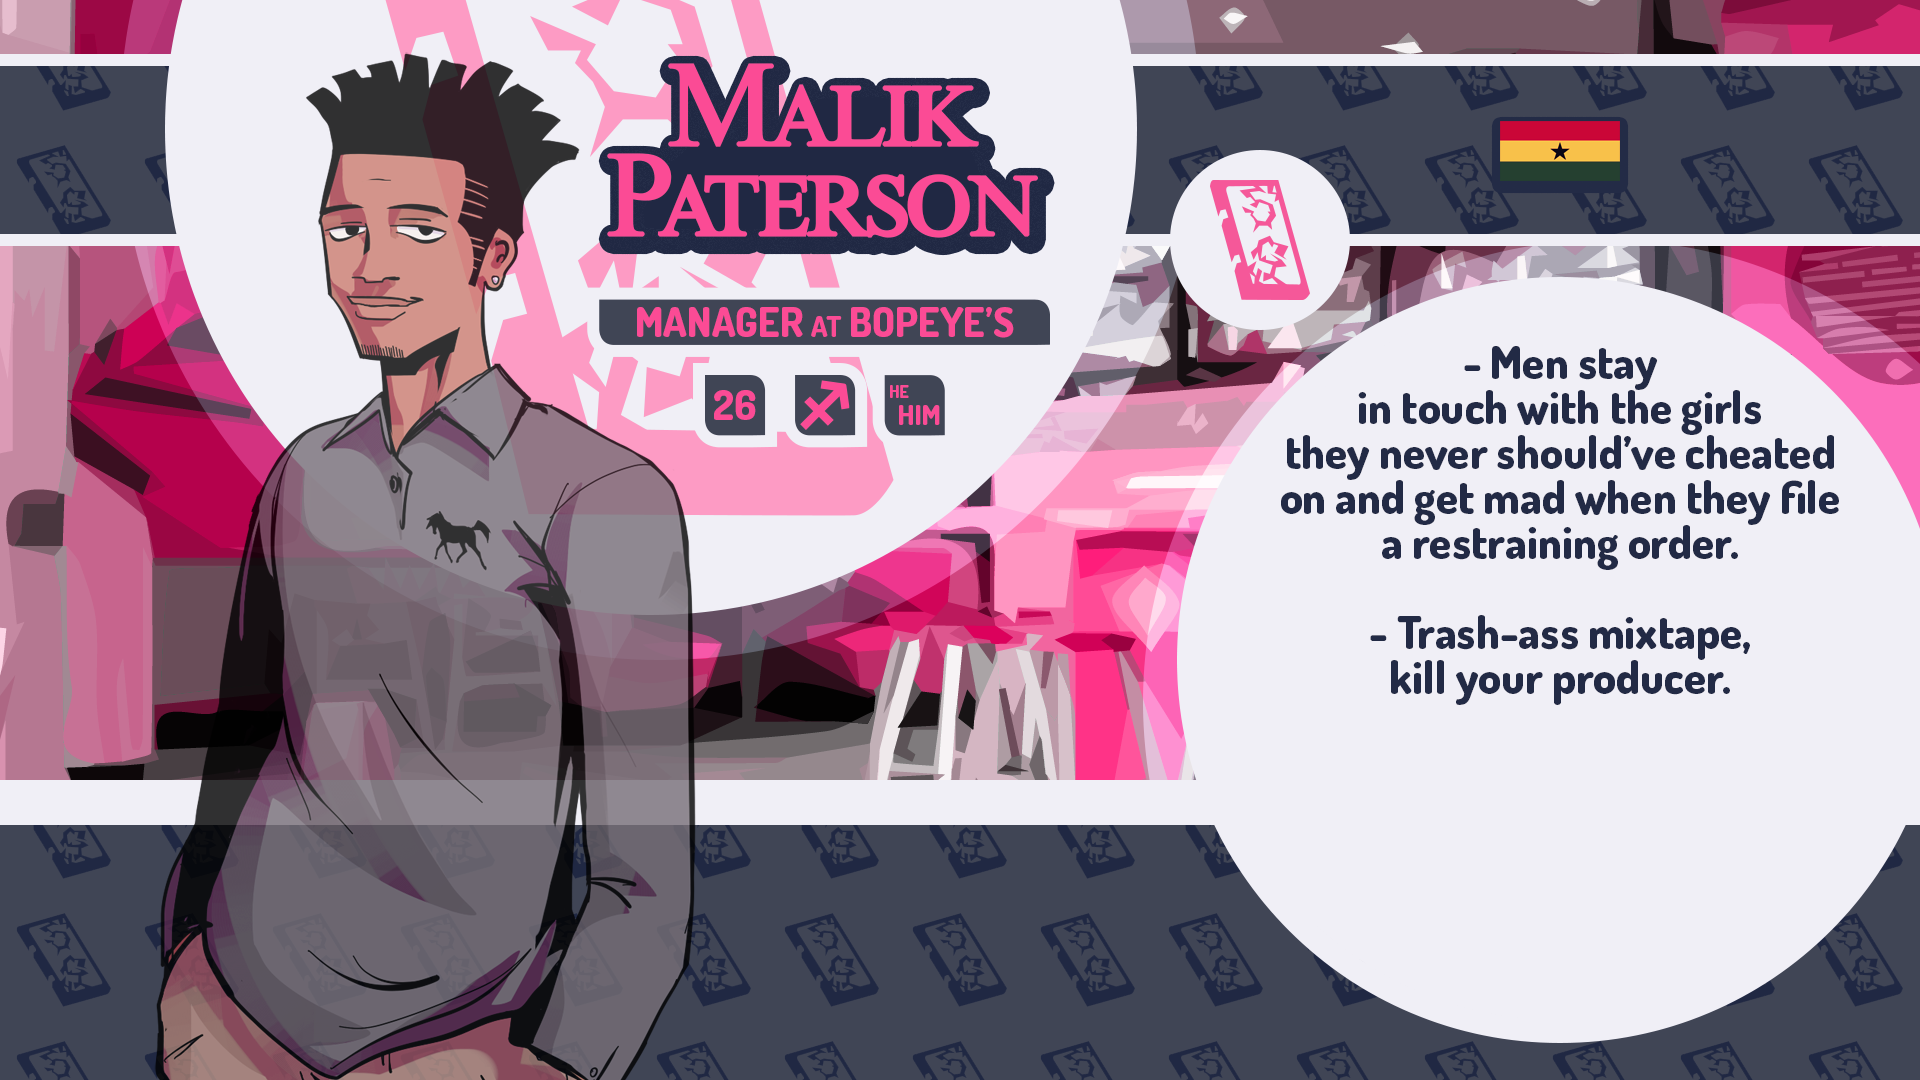 MALIK
PATERSON
MANAGER AT BOPEYE'S
26
HE
HIM
- Men stay
in touch with the girls
they never should've cheated
on and get mad when they file
a restraining order.
- Trash-ass mixtape,
kill your producer.